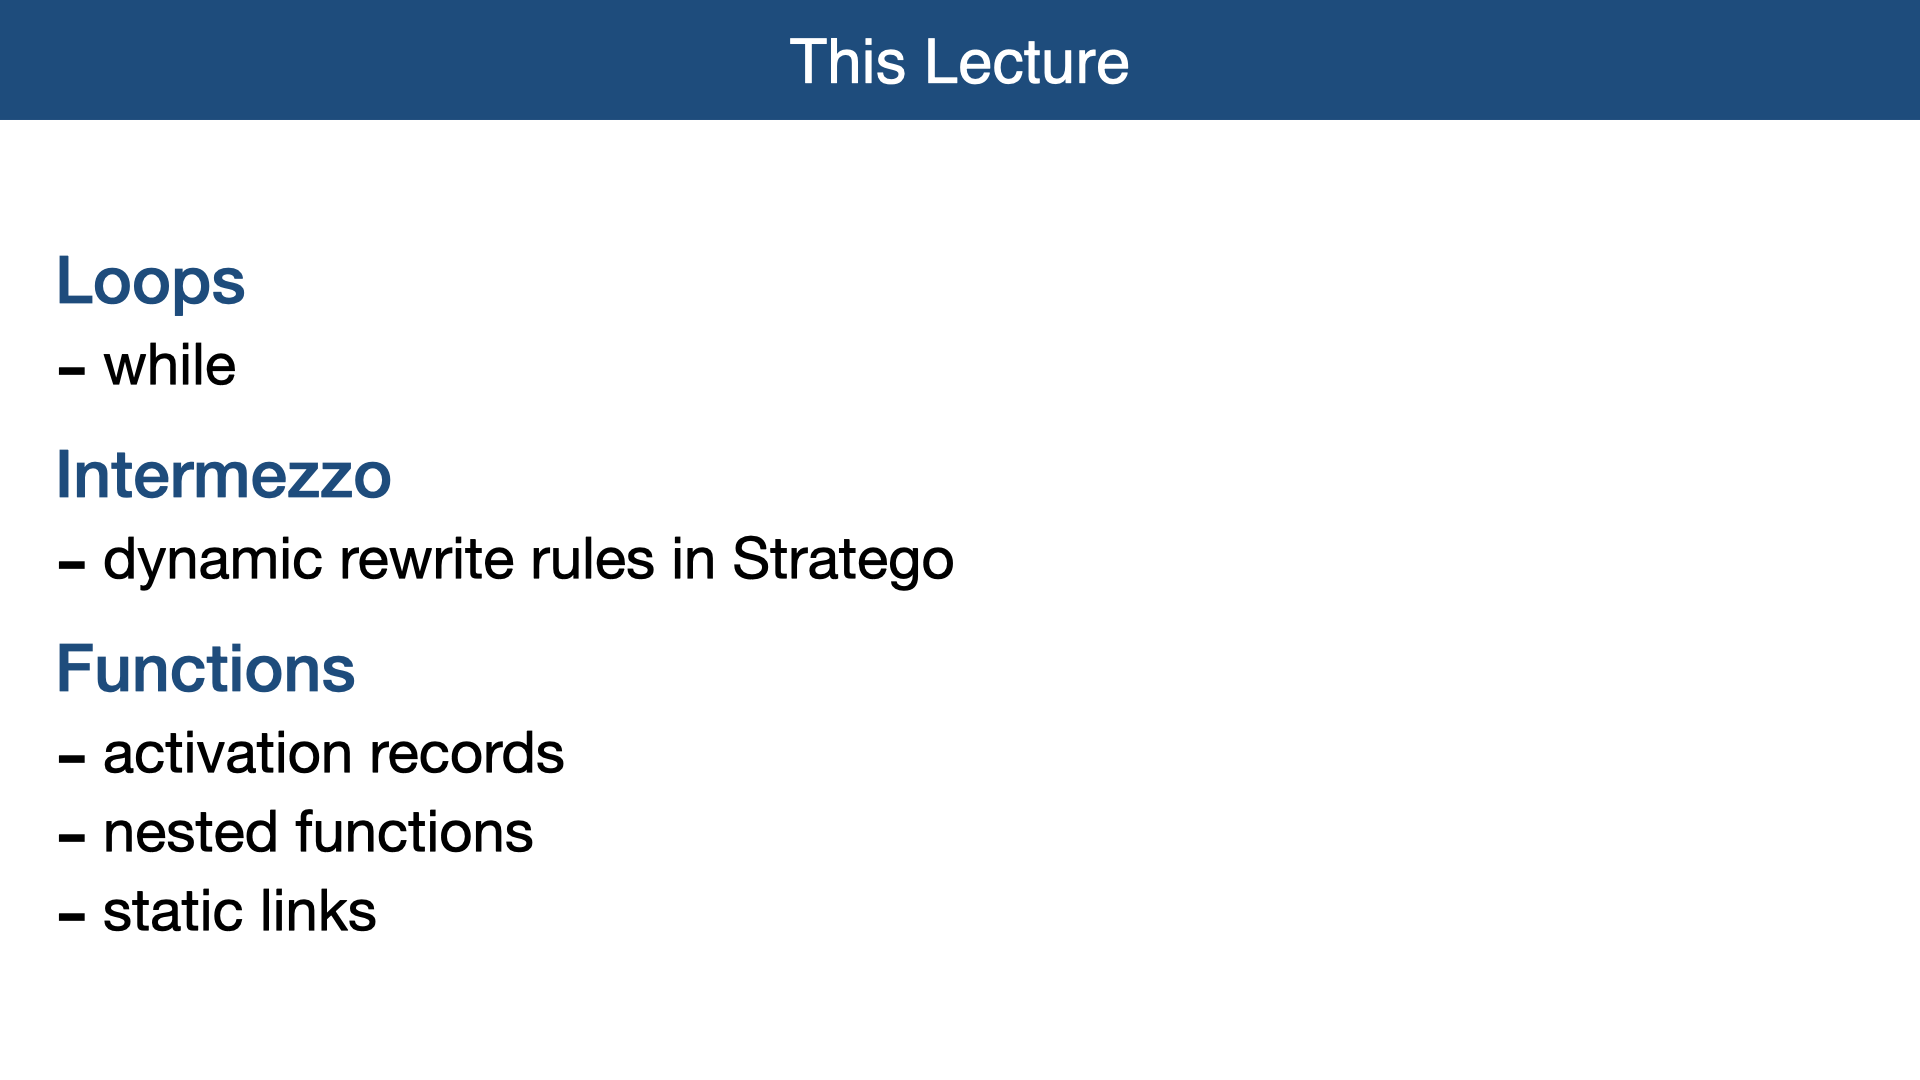 This Lecture
Loops
- while
Intermezzo
- dynamic rewrite rules in Stratego
Functions
- activation records
- nested functions
- static links